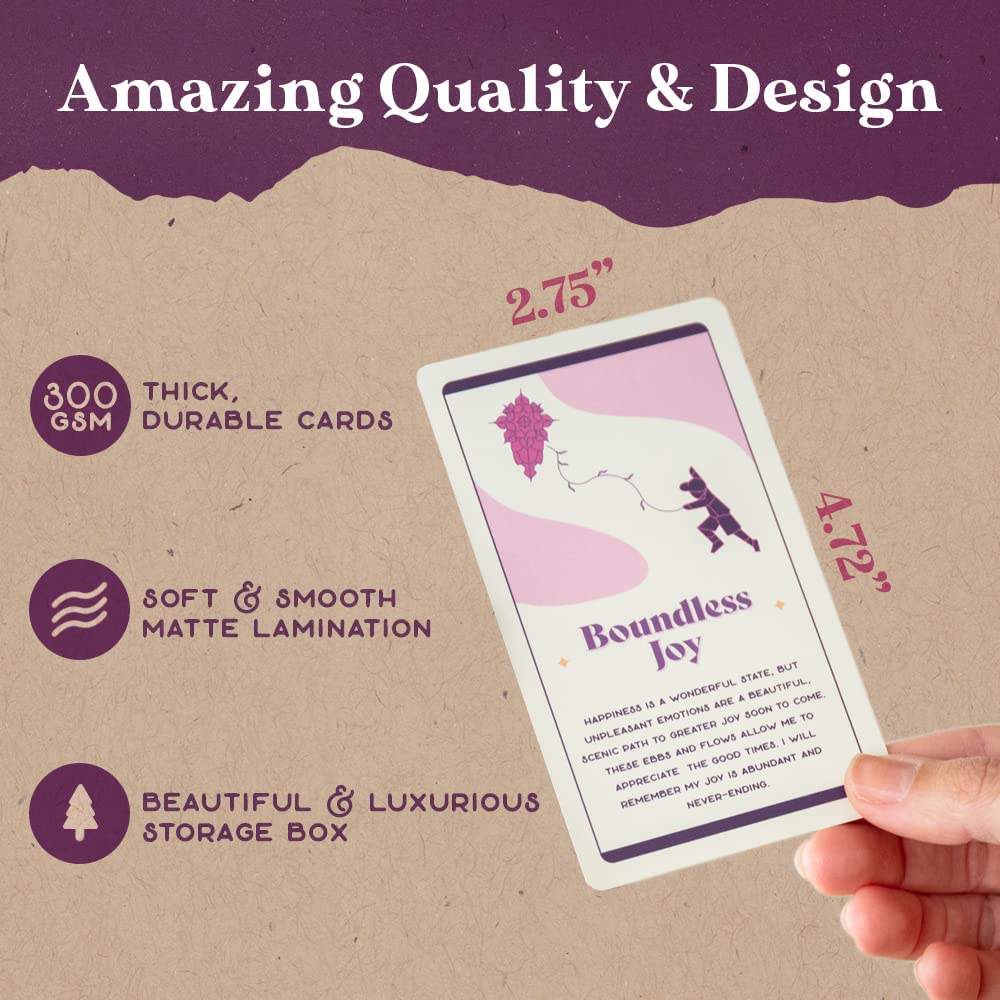 Amazing Quality & Design
2.75”
300
GSM
THICK,
DURABLE CARDS
4.72”
SOFT & SMOOTH
MATTE LAMINATION
Boundless
Joy
HAPPINESS IS A WONDERFUL STATE, BUT
UNPLEASANT EMOTIONS ARE A BEAUTIFUL,
SCENIC PATH TO GREATER JOY SOON TO COME.
THESE EBBS AND FLOWS ALLOW ME TO
APPRECIATE THE GOOD TIMES. I WILL
REMEMBER MY JOY IS ABUNDANT AND
NEVER-ENDING.
BEAUTIFUL & LUXURIOUS
STORAGE BOX